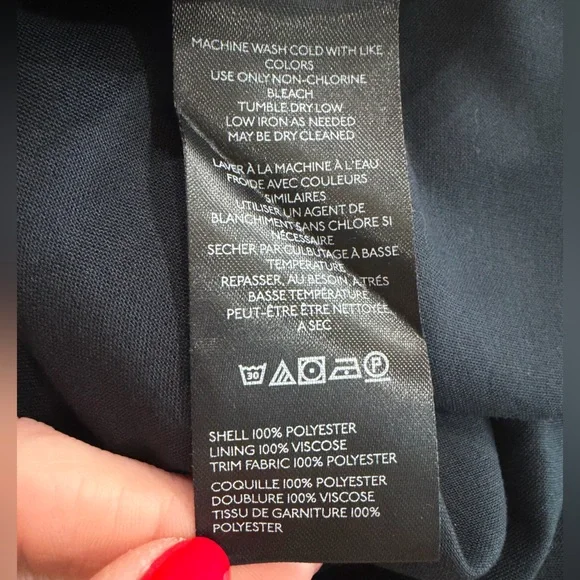 MACHINE WASH COLD WITH LIKE
COLORS
USE ONLY NON-CHLORINE
BLEACH
TUMBLE DRY LOW
LOW IRON AS NEEDED
MAY BE DRY CLEANED
LAVER À LA MACHINE À L'EAU
FROIDE AVEC COULEURS
SIMILAIRES
UTILISER UN AGENT DE
BLANCHIMENT SANS CHLORE SI
NÉCESSAIRE
SECHER PAR CULBUTAGE À BASSE
TEMPERATURE
REPASSER, AU BESOIN, À TRÉS
BASSE TEMPÉRATURE
PEUT-ÊTRE ÊTRE NETTOYÉE
A SEC
30 P
SHELL 100% POLYESTER
LINING 100% VISCOSE
TRIM FABRIC 100% POLYESTER
COQUILLE 100% POLYESTER
DOUBLURE 100% VISCOSE
TISSU DE GARNITURE 100%
POLYESTER